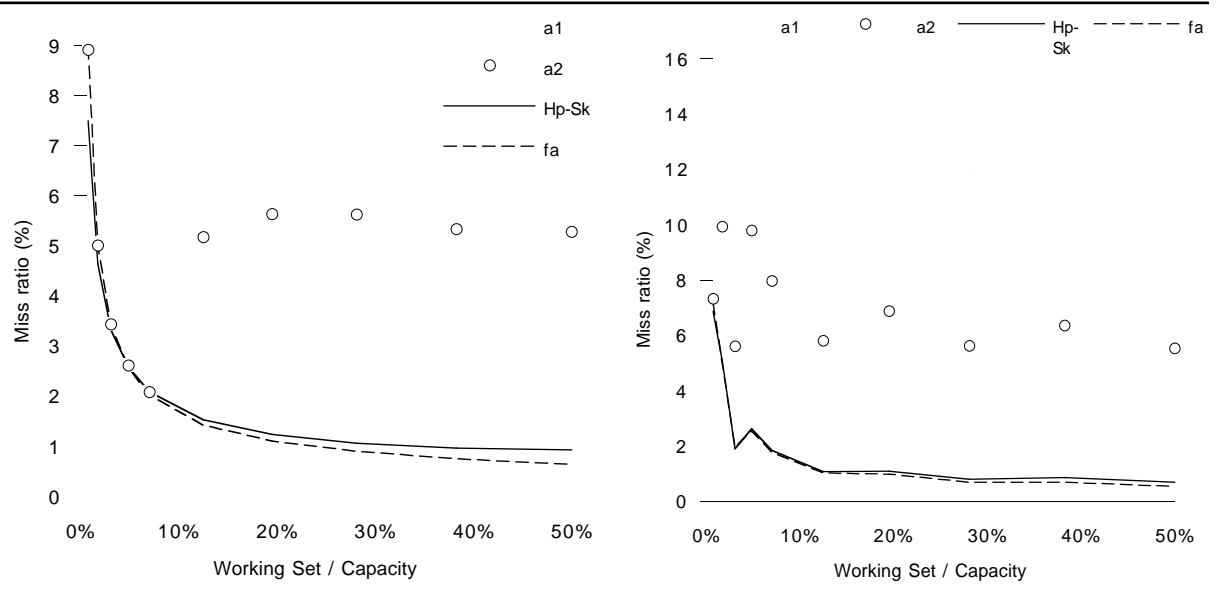 a1
a2
Hp-Sk
fa
9
8
7
6
5
4
3
2
1
0
Miss ratio (%)
0% 10% 20% 30% 40% 50%
Working Set / Capacity
a1 a2 Hp-Sk fa
16
14
12
10
8
6
4
2
0
Miss ratio (%)
0% 10% 20% 30% 40% 50%
Working Set / Capacity